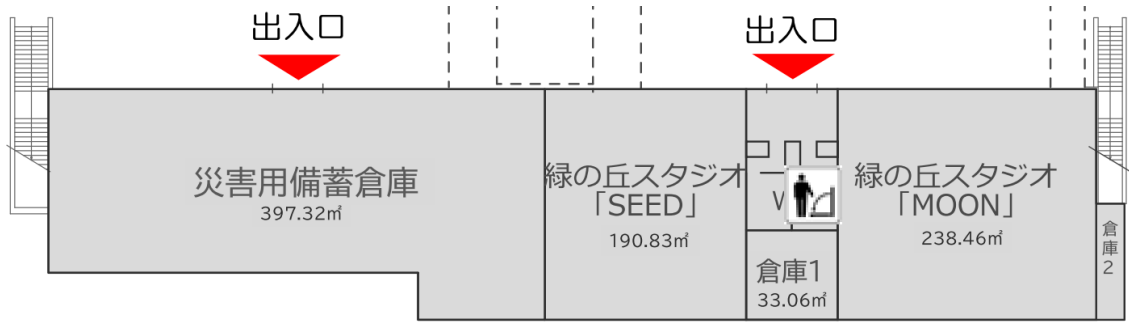 出入口
出入口
災害用備蓄倉庫
397.32㎡
緑の丘スタジオ
「SEED」
190.83㎡
緑の丘スタジオ
「MOON」
238.46㎡
倉庫1
33.06㎡
倉庫2